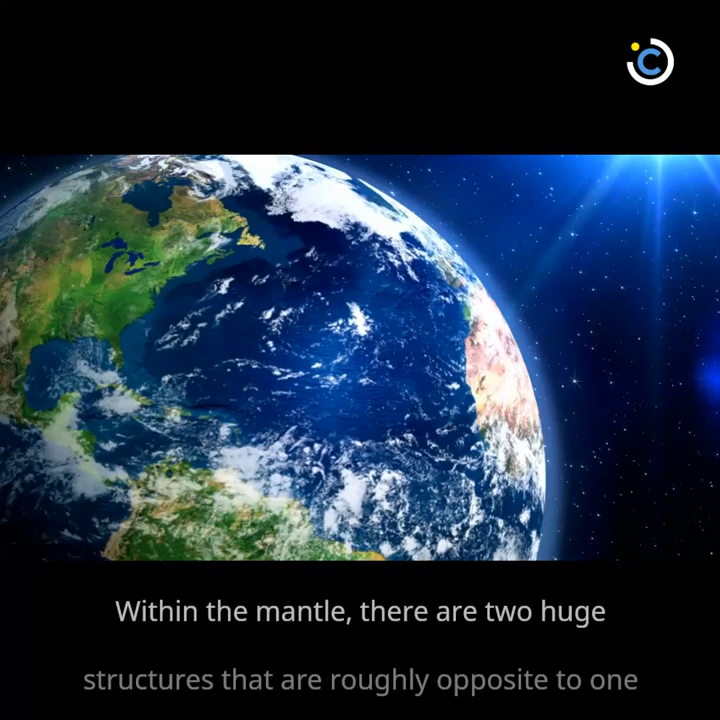 C
Within the mantle, there are two huge
structures that are roughly opposite to one